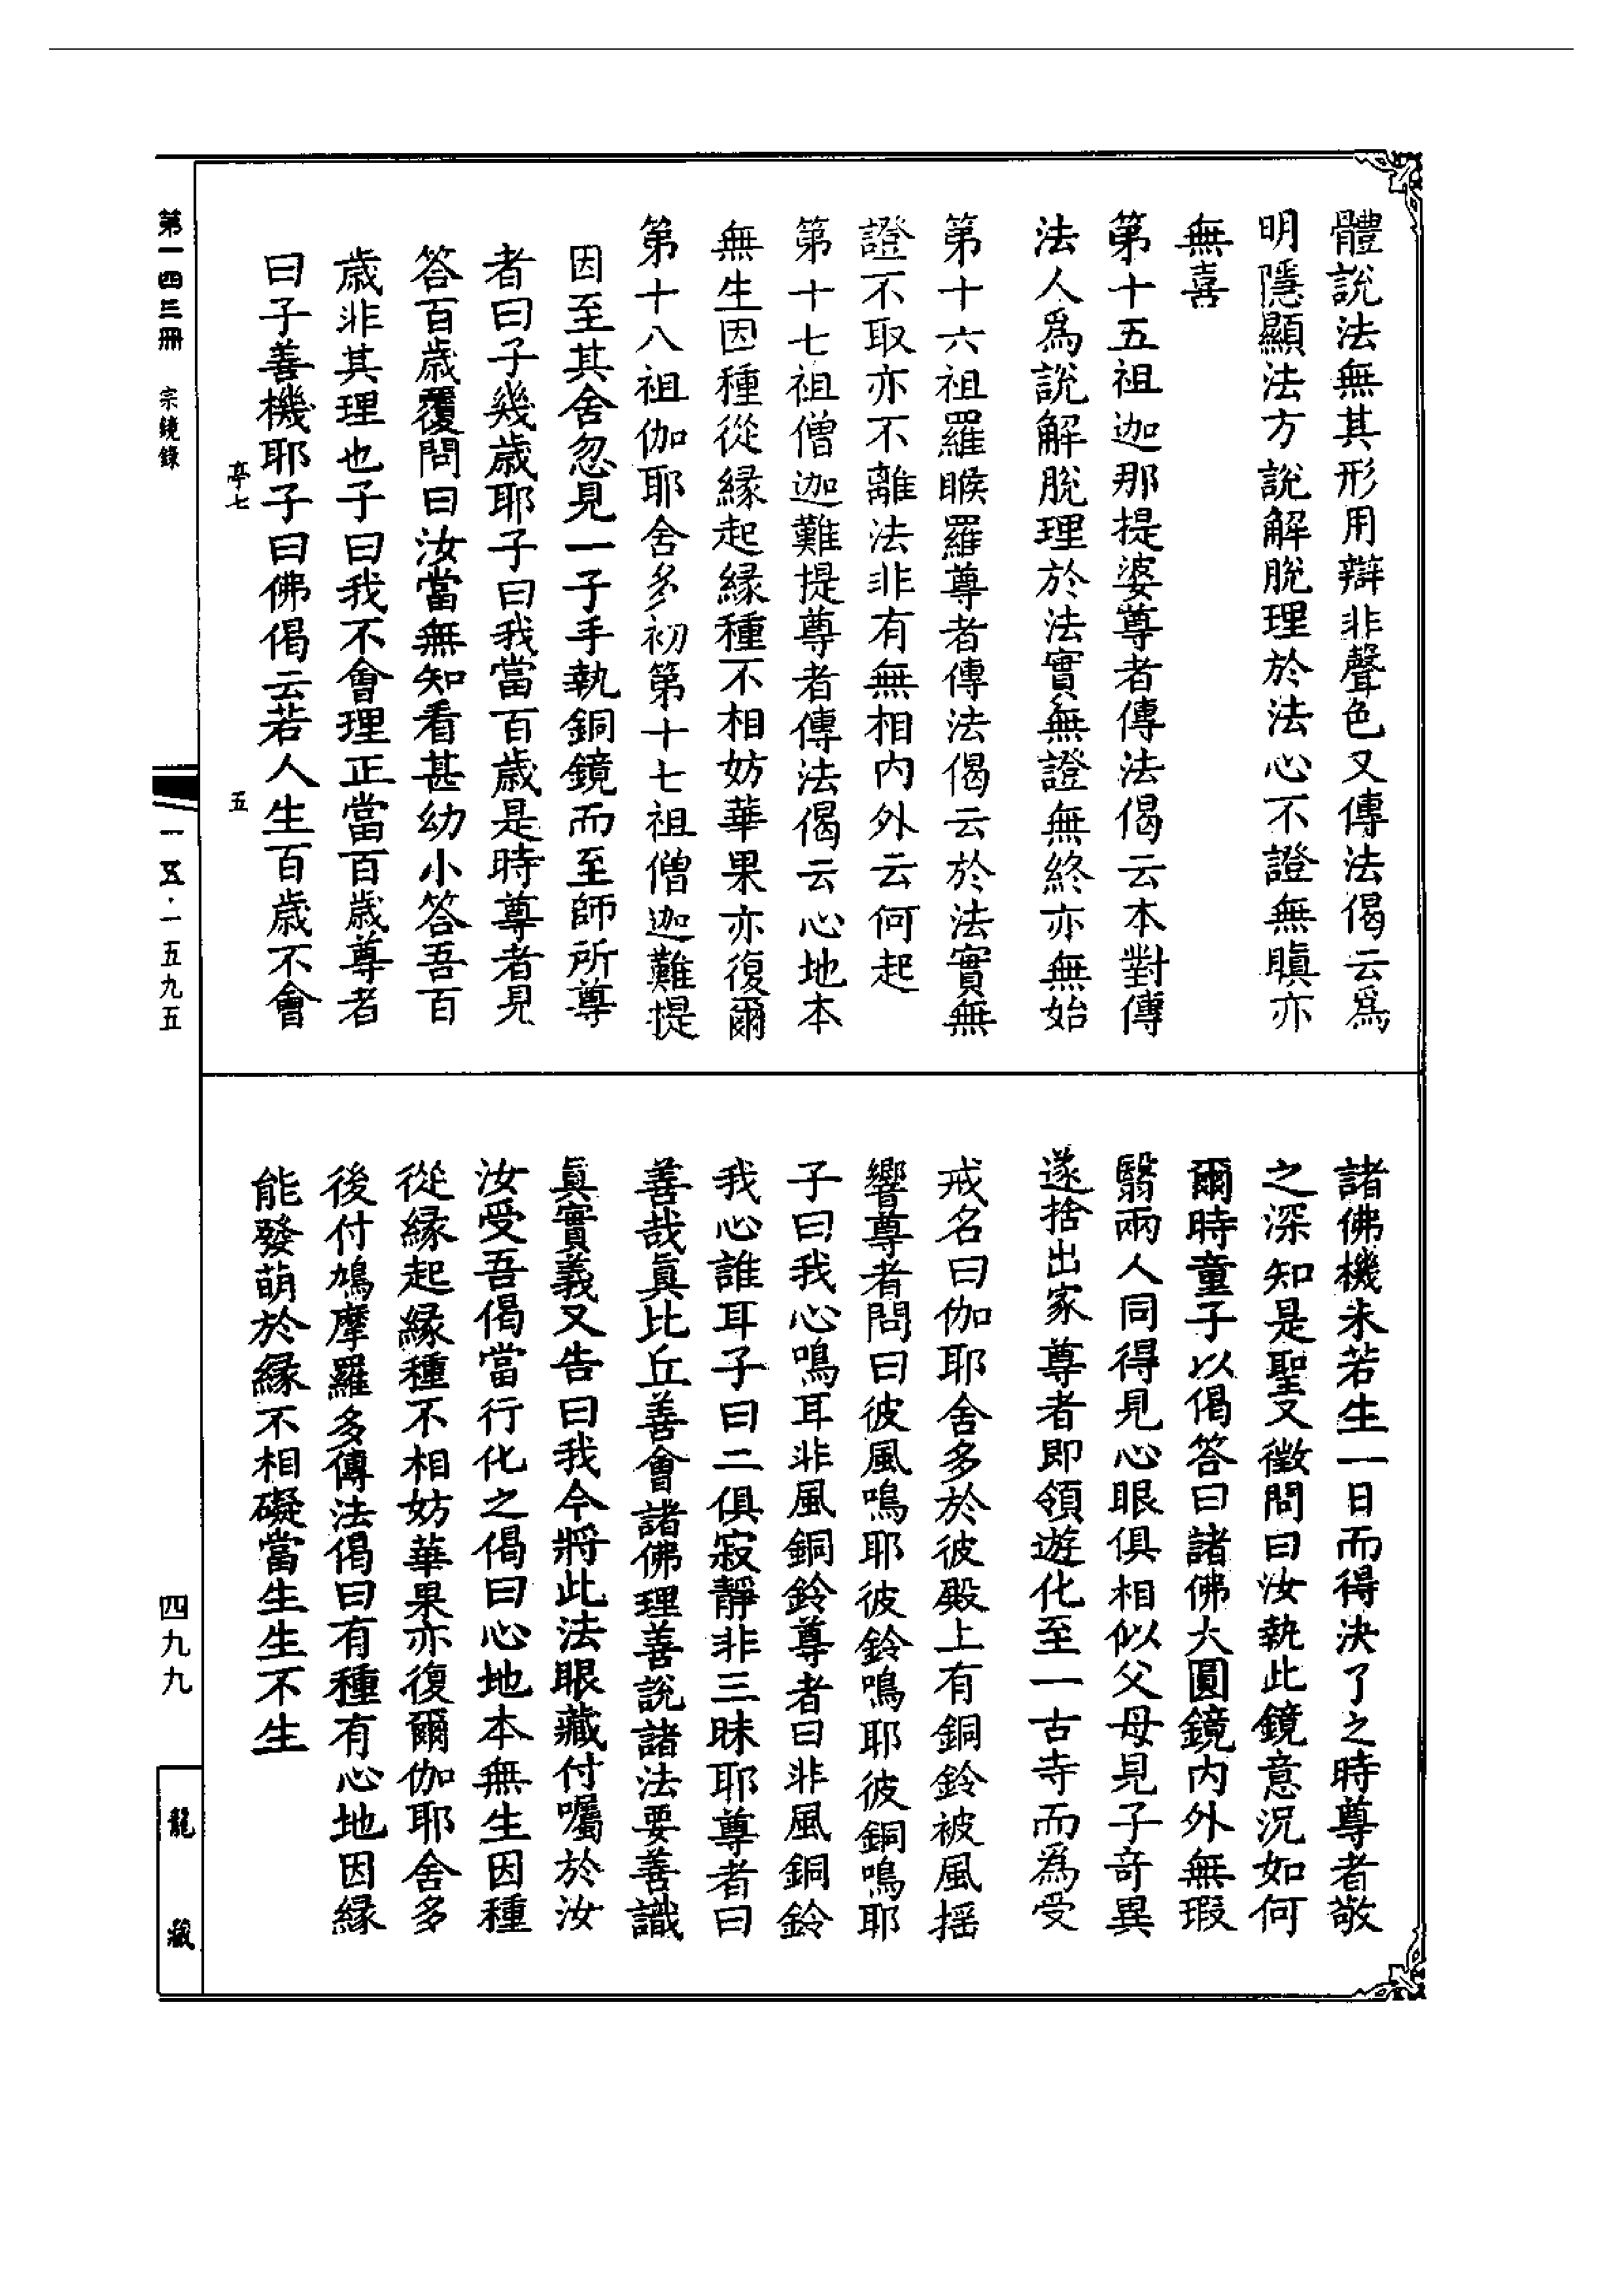 體說法無其形用辯非聲色又傳法偈云爲
明隱顯法方說解脫理於法心不證無瞋亦
無喜
第十五祖迦那提婆尊者傳法偈云本對傳
法人爲說解脫理於法實無證無終亦無始
第十六祖羅睺羅尊者傳法偈云於法實無
證不取亦不離法非有無相內外云何起
第十七祖僧迦難提尊者傳法偈云心地本
無生因種從緣起緣種不相妨華果亦復爾
第十八祖伽耶舍多初第十七祖僧迦難提
因至其舍忽見一子手執銅鏡而至師所尊
者曰子幾歲耶子曰我當百歲是時尊者見
答百歲覆問曰汝當無知看甚幼小答吾百
歲非其理也子曰我不會理正當百歲尊者
曰子善機耶子曰佛偈云若人生百歲不會
諸佛機未若生一日而得決了之時尊者敬
之深知是聖又徵問曰汝執此鏡意況如何
爾時童子以偈答曰諸佛大圓鏡內外無瑕
翳兩人同得見心眼俱相似父母見子奇異
遂捨出家尊者即領遊化至一古寺而爲受
戒名曰伽耶舍多於彼殿上有銅鈴被風搖
響尊者問曰彼風鳴耶彼鈴鳴耶彼銅鳴耶
子曰我心鳴耳非風銅鈴尊者曰非風銅鈴
我心誰耳子曰二俱寂靜非三昧耶尊者曰
善哉眞比丘善會諸佛理善說諸法要善識
眞實義又告曰我今將此法眼藏付囑於汝
汝受吾偈當行化之偈曰心地本無生因種
從緣起緣種不相妨華果亦復爾伽耶舍多
後付鳩摩羅多傳法偈曰有種有心地因緣
能發萌於緣不相礙當生生不生
亭七 五
第一四三冊 宗鏡錄 一五·一五九五 四九九 龍藏